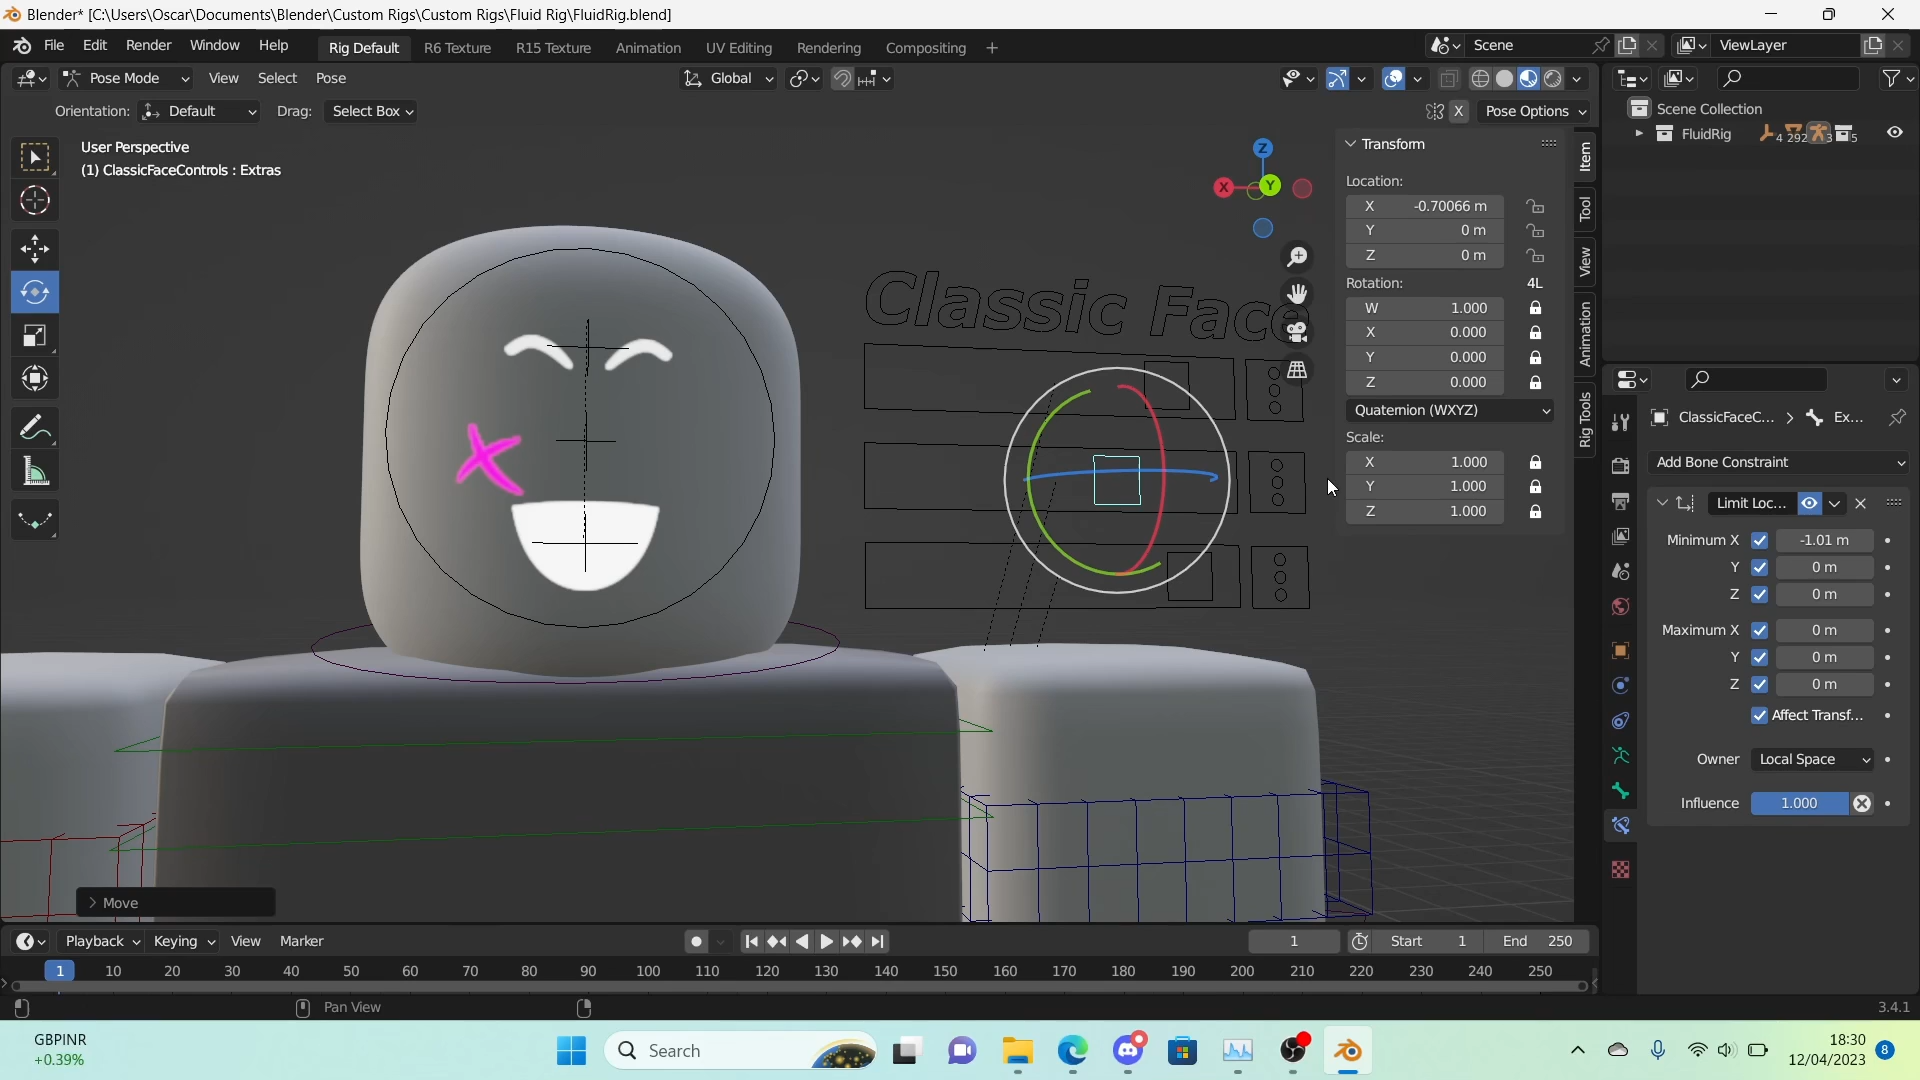 Blender* [C:\Users\Oscar\Documents\Blender\Custom Rigs\Custom Rigs\Fluid Rig\FluidRig.blend]
File Edit Render Window Help Rig Default R6 Texture R15 Texture Animation UV Editing Rendering Compositing + Scene ViewLayer
Pose Mode View Select Pose Global
Orientation: Default Drag: Select Box X Pose Options
User Perspective
(1) ClassicFaceControls : Extras
Classic Face
Z
X
Y
Transform
Location:
X -0.70066 m
Y 0 m
Z 0 m
Rotation: 4L
W 1.000
X 0.000
Y 0.000
Z 0.000
Quaternion (WXYZ)
Scale:
X 1.000
Y 1.000
Z 1.000
Item
Tool
View
Animation
Rig Tools
Scene Collection
FluidRig 4 292 3 5
ClassicFaceC... Ex...
Add Bone Constraint
Limit Loc...
Minimum X -1.01 m
Y 0 m
Z 0 m
Maximum X 0 m
Y 0 m
Z 0 m
Affect Transf...
Owner Local Space
Influence 1.000
Move
Playback Keying View Marker 1 Start 1 End 250
1 10 20 30 40 50 60 70 80 90 100 110 120 130 140 150 160 170 180 190 200 210 220 230 240 250
Pan View 3.4.1
GBPINR
+0.39%
Search
18:30
12/04/2023
8